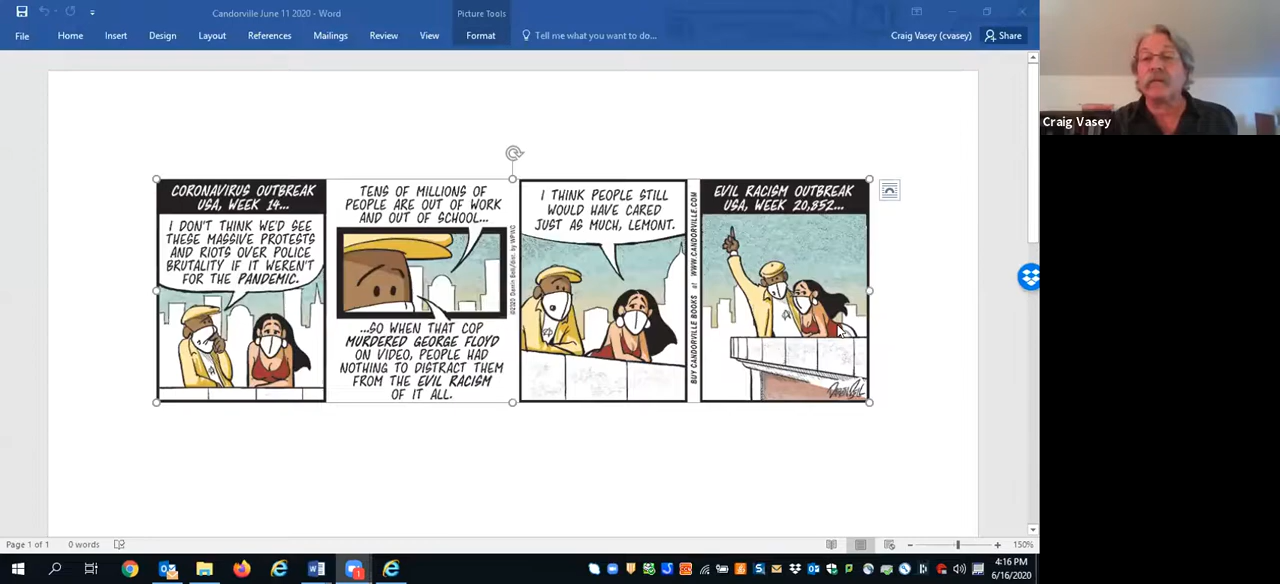 Candorville June 11 2020 - Word
Picture Tools
File
Home
Insert
Design
Layout
References
Mailings
Review
View
Format
Tell me what you want to do...
Craig Vasey (cvasey)
Share
Craig Vasey
CORONAVIRUS OUTBREAK
USA, WEEK 14...
I DON'T THINK WE'D SEE
THESE MASSIVE PROTESTS
AND RIOTS OVER POLICE
BRUTALITY IF IT WEREN'T
FOR THE PANDEMIC.
TENS OF MILLIONS OF
PEOPLE ARE OUT OF WORK
AND OUT OF SCHOOL...
...SO WHEN THAT COP
MURDERED GEORGE FLOYD
ON VIDEO, PEOPLE HAD
NOTHING TO DISTRACT THEM
FROM THE EVIL RACISM
OF IT ALL.
©2020 Darrin Bell/dist. by WPWG
I THINK PEOPLE STILL
WOULD HAVE CARED
JUST AS MUCH, LEMONT.
BUY CANDORVILLE BOOKS at WWW.CANDORVILLE.COM
EVIL RACISM OUTBREAK
USA, WEEK 20,852...
Page 1 of 1
0 words
150%
4:16 PM
6/16/2020